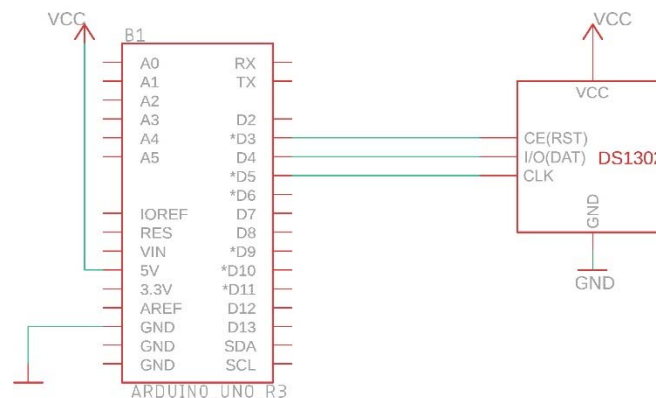 VCC
B1
A0
A1
A2
A3
A4
A5
IOREF
RES
VIN
5V
3.3V
AREF
GND
GND
GND
RX
TX
D2
*D3
D4
*D5
*D6
D7
D8
*D9
*D10
*D11
D12
D13
SDA
SCL
ARDUINO UNO R3
VCC
VCC
CE(RST)
I/O(DAT)
CLK
DS1302
GND
GND